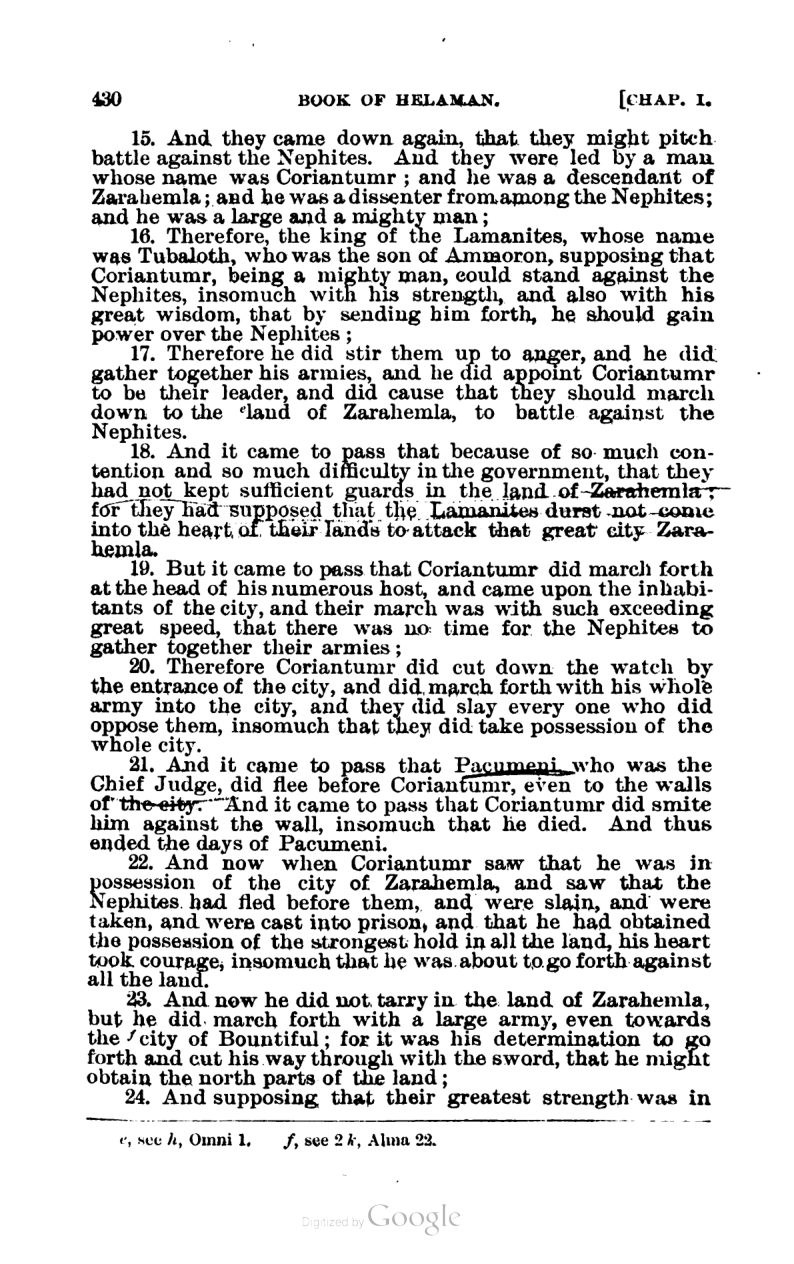 430 BOOK OF HELAMAN. [CHAP. I.
15. And they came down again, that they might pitch
battle against the Nephites. And they were led by a man
whose name was Coriantumr ; and he was a descendant of
Zarahemla; and he was a dissenter from among the Nephites;
and he was a large and a mighty man ;
16. Therefore, the king of the Lamanites, whose name
was Tubaloth, who was the son of Ammoron, supposing that
Coriantumr, being a mighty man, could stand against the
Nephites, insomuch with his strength, and also with his
great wisdom, that by sending him forth, he should gain
power over the Nephites ;
17. Therefore he did stir them up to anger, and he did
gather together his armies, and he did appoint Coriantumr
to be their leader, and did cause that they should march
down to the ᵉland of Zarahemla, to battle against the
Nephites.
18. And it came to pass that because of so much con-
tention and so much difficulty in the government, that they
had not kept sufficient guards in the land of Zarahemla ;
for they had supposed that the Lamanites durst not come
into the heart of their lands to attack that great city Zara-
hemla.
19. But it came to pass that Coriantumr did march forth
at the head of his numerous host, and came upon the inhabi-
tants of the city, and their march was with such exceeding
great speed, that there was no time for the Nephites to
gather together their armies ;
20. Therefore Coriantumr did cut down the watch by
the entrance of the city, and did march forth with his whole
army into the city, and they did slay every one who did
oppose them, insomuch that they did take possession of the
whole city.
21. And it came to pass that Pacumeni who was the
Chief Judge, did flee before Coriantumr, even to the walls
of the city. And it came to pass that Coriantumr did smite
him against the wall, insomuch that he died. And thus
ended the days of Pacumeni.
22. And now when Coriantumr saw that he was in
possession of the city of Zarahemla, and saw that the
Nephites had fled before them, and were slain, and were
taken, and were cast into prison, and that he had obtained
the possession of the strongest hold in all the land, his heart
took courage, insomuch that he was about to go forth against
all the land.
23. And now he did not tarry in the land of Zarahemla,
but he did march forth with a large army, even towards
the ᶠcity of Bountiful ; for it was his determination to go
forth and cut his way through with the sword, that he might
obtain the north parts of the land ;
24. And supposing that their greatest strength was in
e, see h, Omni 1. f, see 2 k, Alma 22.
Digitized by Google